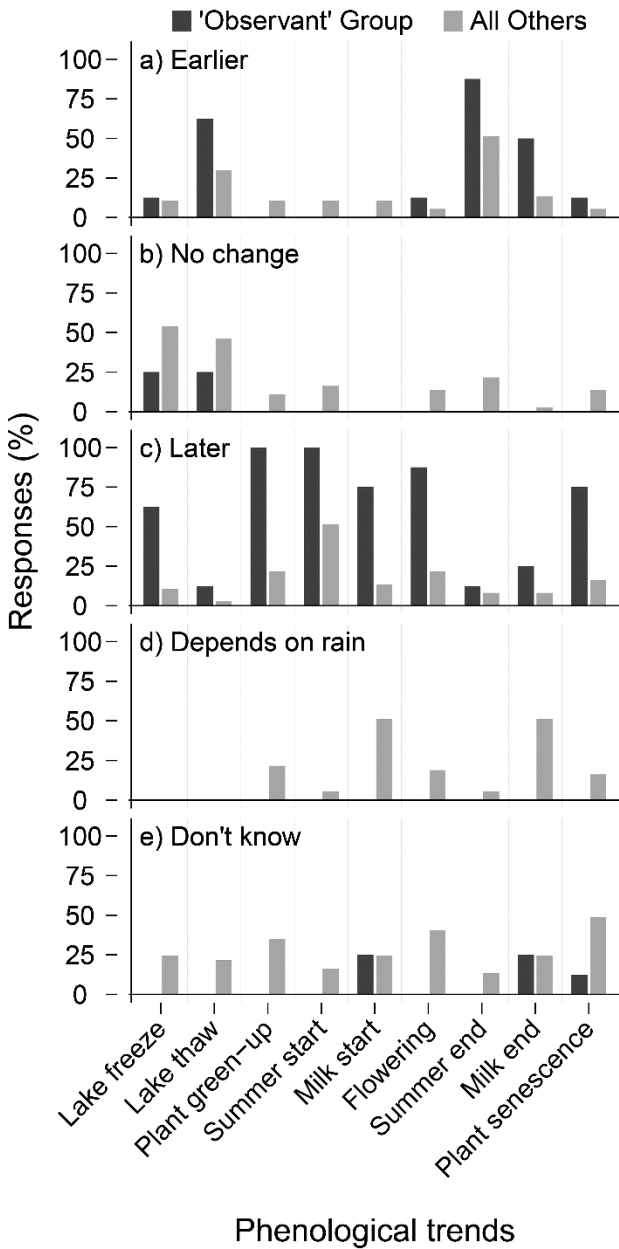 'Observant' Group All Others
a) Earlier
100
75
50
25
0
b) No change
100
75
50
25
0
c) Later
100
75
50
25
0
d) Depends on rain
100
75
50
25
0
e) Don't know
100
75
50
25
0
Responses (%)
Lake freeze
Lake thaw
Plant green-up
Summer start
Milk start
Flowering
Summer end
Milk end
Plant senescence
Phenological trends